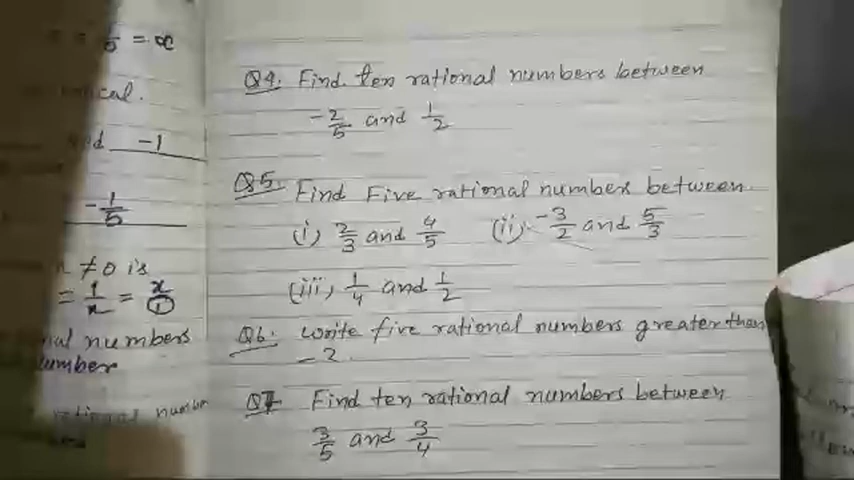 = ∞
-1
-1/5
≠0 is
= 1/x = x/1
numbers
number
Q4. Find ten rational numbers between
-2/5 and 1/2
Q5. Find Five rational numbers between
(i) 2/3 and 4/5 (ii) -3/2 and 5/3
(iii) 1/4 and 1/2
Q6. Write five rational numbers greater than
-2.
Q7 Find ten rational numbers between
3/5 and 3/4